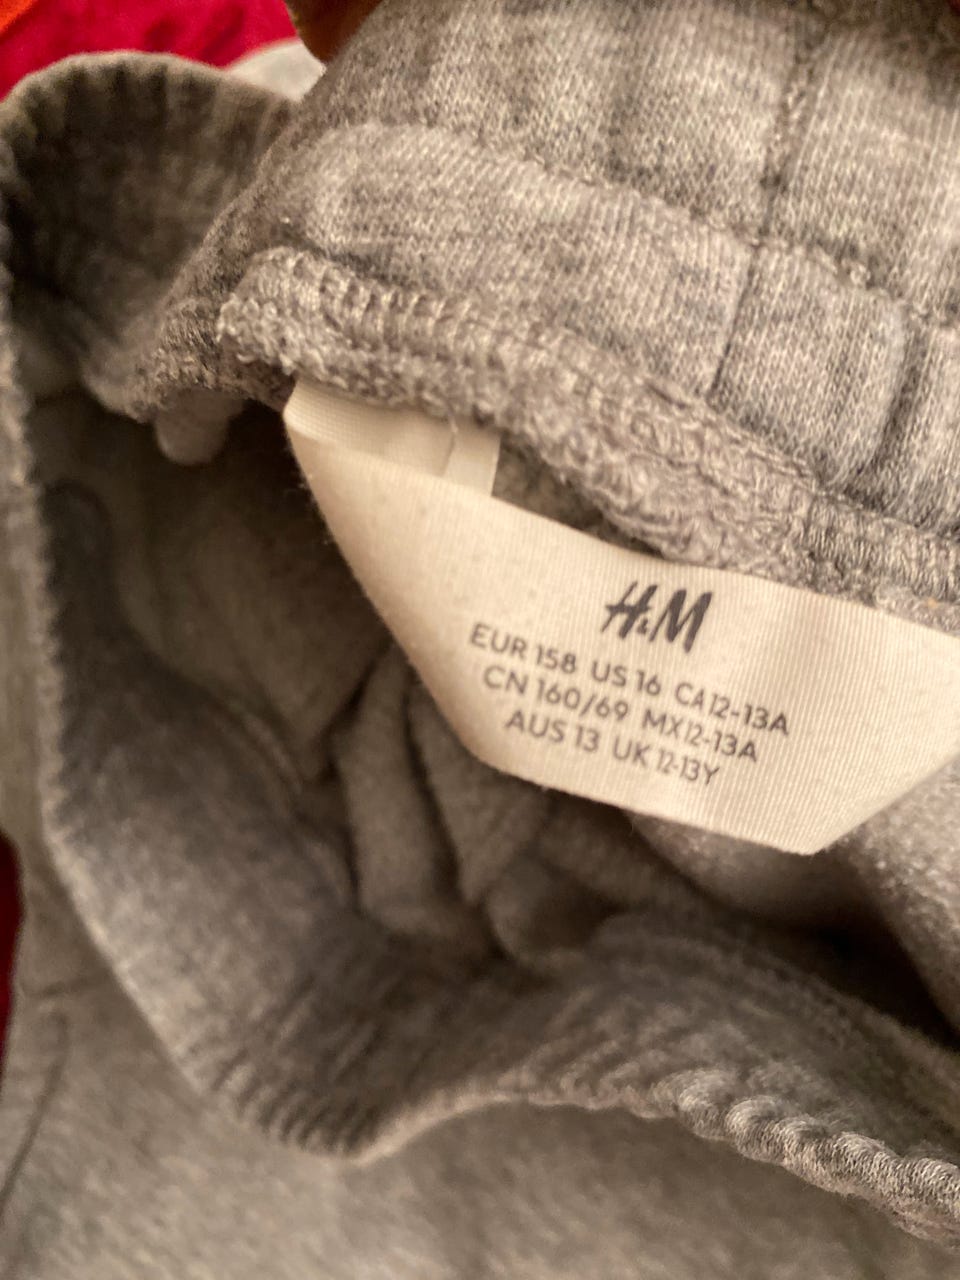 H&M
EUR 158 US 16 CA 12-13A
CN 160/69 MX 12-13A
AUS 13 UK 12-13Y